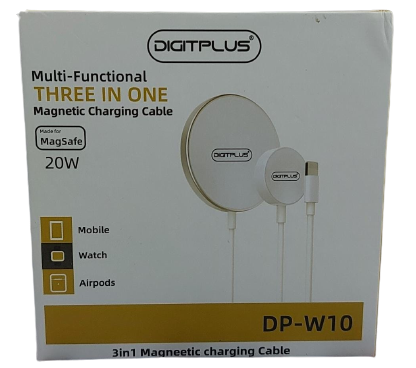 DIGITPLUS®
Multi-Functional
THREE IN ONE
Magnetic Charging Cable
Made for
MagSafe
20W
DIGITPLUS
DIGITPLUS
Mobile
Watch
Airpods
DP-W10
3in1 Magneetic charging Cable